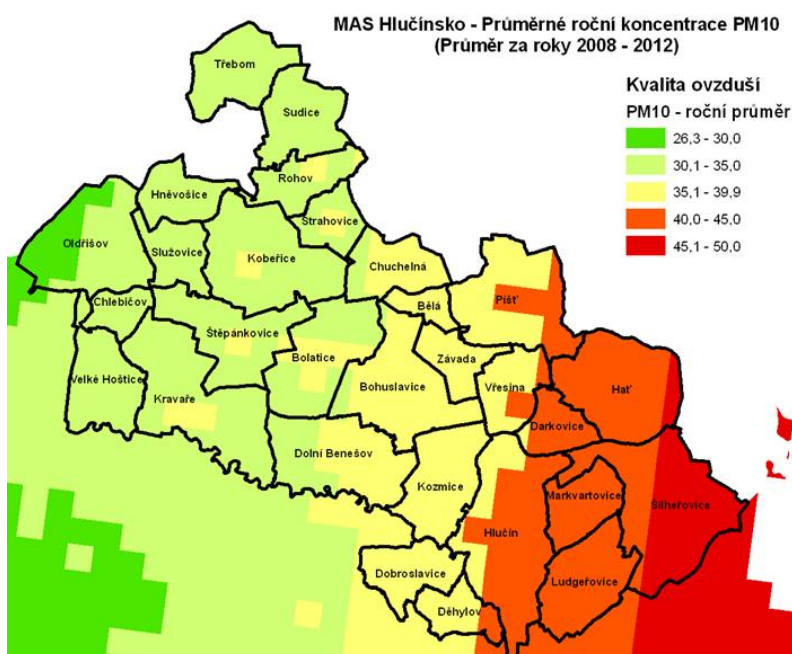 MAS Hlučínsko - Průměrné roční koncentrace PM10
(Průměr za roky 2008 - 2012)
Kvalita ovzduší
PM10 - roční průměr
26,3 - 30,0
30,1 - 35,0
35,1 - 39,9
40,0 - 45,0
45,1 - 50,0
Třebom
Sudice
Rohov
Hněvošice
Strahovice
Oldřišov
Služovice
Kobeřice
Chuchelná
Chlebičov
Bělá
Píšť
Štěpánkovice
Bolatice
Závada
Velké Hoštice
Kravaře
Bohuslavice
Vřesina
Hať
Darkovice
Dolní Benešov
Kozmice
Markvartovice
Šilheřovice
Hlučín
Dobroslavice
Ludgeřovice
Děhylov